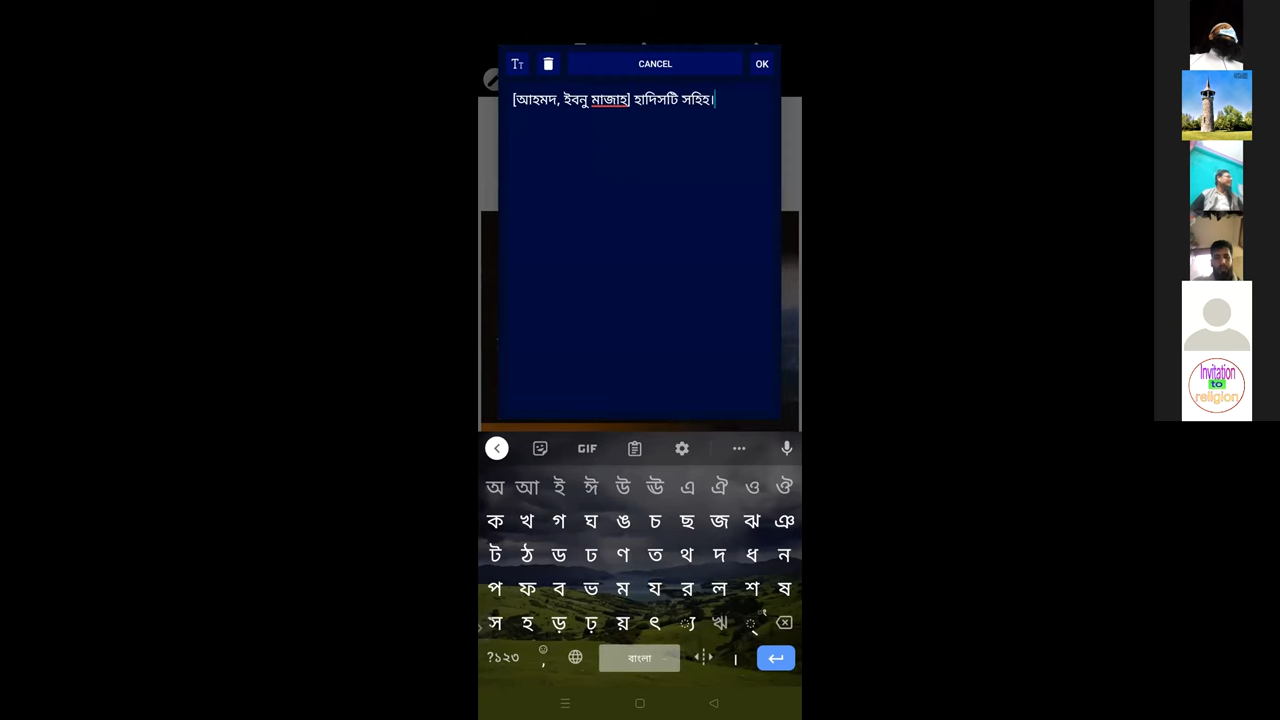 CANCEL
OK
[আহমদ, ইবনু মাজাহ] হাদিসটি সহিহ।
GIF
অ আ ই ঈ উ ঊ এ ঐ ও ঔ
ক খ গ ঘ ঙ চ ছ জ ঝ ঞ
ট ঠ ড ঢ ণ ত থ দ ধ ন
প ফ ব ভ ম য র ল শ ষ
স হ ড় ঢ় য় ৎ ্য ঋ ্
?১২৩ , বাংলা ।
Invitation
to
religion